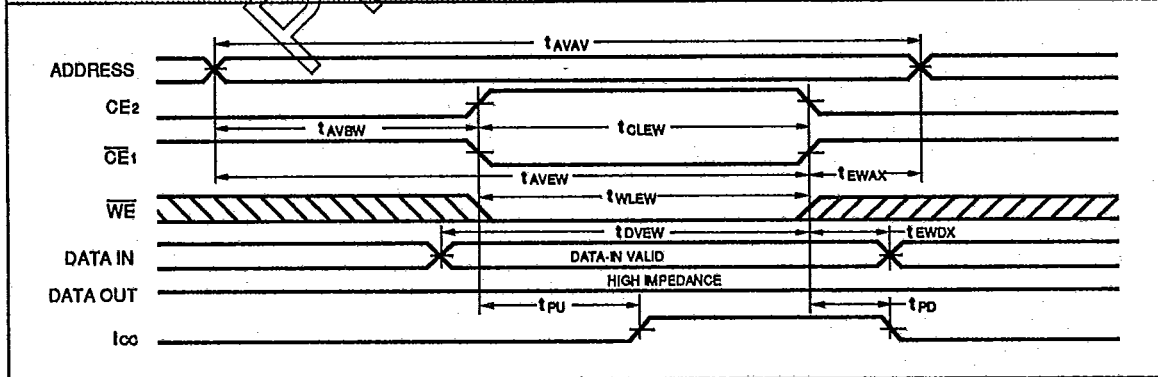 tAVAV
ADDRESS
CE2
tAVBW
tCLEW
CE1
tAVEW
tEWAX
tWLEW
WE
tDVEW
tEWDX
DATA IN
DATA-IN VALID
HIGH IMPEDANCE
DATA OUT
tPU
tPD
Icc